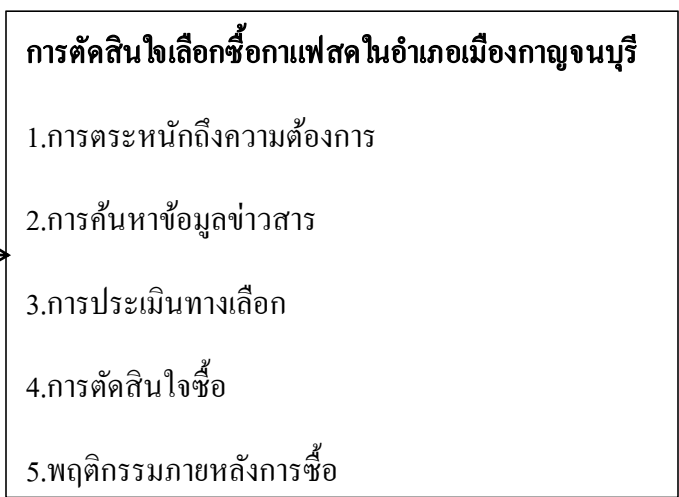 การตัดสินใจเลือกซื้อกาแฟสดในอำเภอเมืองกาญจนบุรี
1.การตระหนักถึงความต้องการ
2.การค้นหาข้อมูลข่าวสาร
3.การประเมินทางเลือก
4.การตัดสินใจซื้อ
5.พฤติกรรมภายหลังการซื้อ